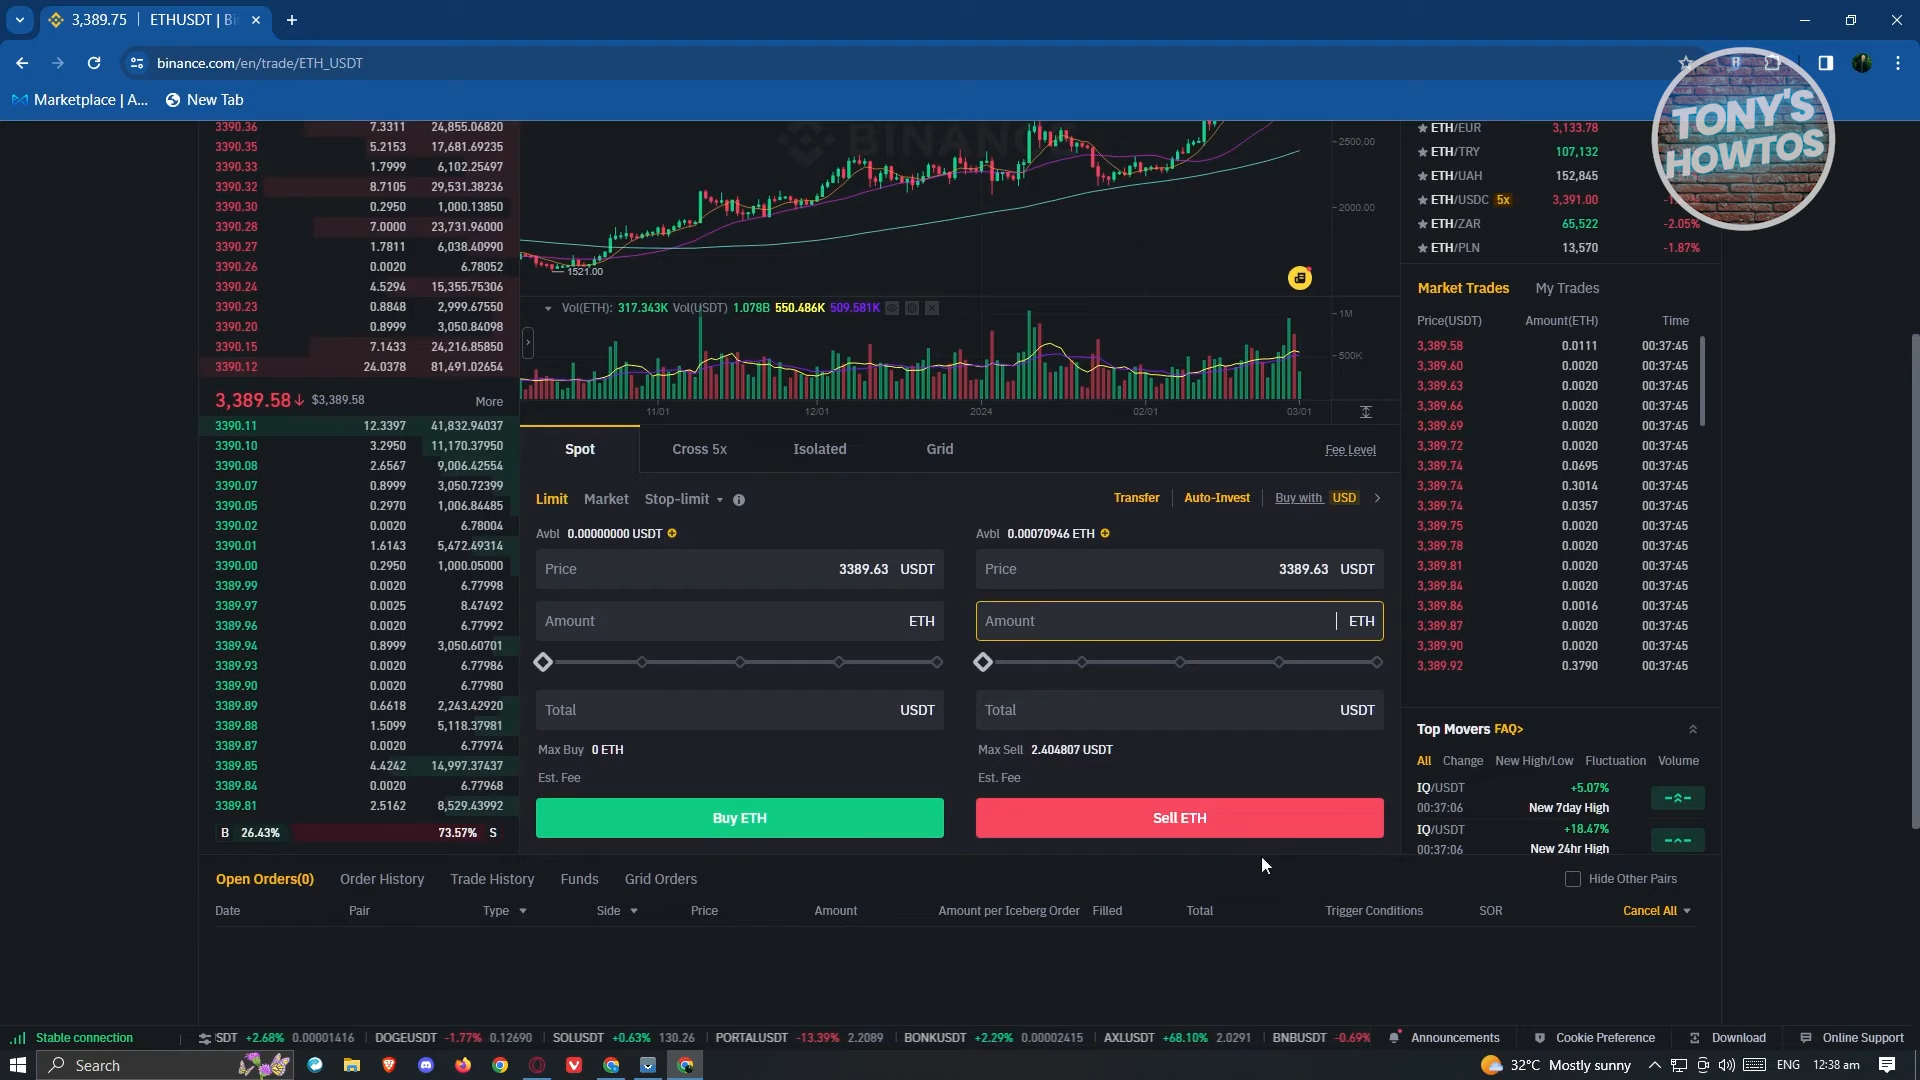 3,389.75 | ETHUSDT | Bi
binance.com/en/trade/ETH_USDT
Marketplace | A...
New Tab
TONY'S
HOWTOS
3390.36 7.3311 24,855.06820
3390.35 5.2153 17,681.69235
3390.33 1.7999 6,102.25497
3390.32 8.7105 29,531.38236
3390.30 0.2950 1,000.13850
3390.28 7.0000 23,731.96000
3390.27 1.7811 6,038.40990
3390.26 0.0020 6.78052
3390.24 4.5294 15,355.75306
3390.23 0.8848 2,999.67550
3390.20 0.8999 3,050.84098
3390.15 7.1433 24,216.85850
3390.12 24.0378 81,491.02654
3,389.58↓ $3,389.58 More
3390.11 12.3397 41,832.94037
3390.10 3.2950 11,170.37950
3390.08 2.6567 9,006.42554
3390.07 0.8999 3,050.72399
3390.05 0.2970 1,006.84485
3390.02 0.0020 6.78004
3390.01 1.6143 5,472.49314
3390.00 0.2950 1,000.05000
3389.99 0.0020 6.77998
3389.97 0.0025 8.47492
3389.96 0.0020 6.77992
3389.94 0.8999 3,050.60701
3389.93 0.0020 6.77986
3389.90 0.0020 6.77980
3389.89 0.6618 2,243.42920
3389.88 1.5099 5,118.37981
3389.87 0.0020 6.77974
3389.85 4.4242 14,997.37437
3389.84 0.0020 6.77968
3389.81 2.5162 8,529.43992
B 26.43% 73.57% S
BINANCE
2500.00
2000.00
1521.00
Vol(ETH): 317.343K Vol(USDT) 1.078B 550.486K 509.581K
1M
500K
11/01 12/01 2024 02/01 03/01
Spot Cross 5x Isolated Grid Fee Level
Limit Market Stop-limit Transfer Auto-Invest Buy with USD
Avbl 0.00000000 USDT
Price 3389.63 USDT
Amount ETH
Total USDT
Max Buy 0 ETH
Est. Fee
Buy ETH
Avbl 0.00070946 ETH
Price 3389.63 USDT
Amount ETH
Total USDT
Max Sell 2.404807 USDT
Est. Fee
Sell ETH
ETH/EUR 3,133.78
ETH/TRY 107,132
ETH/UAH 152,845
ETH/USDC 5x 3,391.00
ETH/ZAR 65,522 -2.05%
ETH/PLN 13,570 -1.87%
Market Trades My Trades
Price(USDT) Amount(ETH) Time
3,389.58 0.0111 00:37:45
3,389.60 0.0020 00:37:45
3,389.63 0.0020 00:37:45
3,389.66 0.0020 00:37:45
3,389.69 0.0020 00:37:45
3,389.72 0.0020 00:37:45
3,389.74 0.0695 00:37:45
3,389.74 0.3014 00:37:45
3,389.74 0.0357 00:37:45
3,389.75 0.0020 00:37:45
3,389.78 0.0020 00:37:45
3,389.81 0.0020 00:37:45
3,389.84 0.0020 00:37:45
3,389.86 0.0016 00:37:45
3,389.87 0.0020 00:37:45
3,389.90 0.0020 00:37:45
3,389.92 0.3790 00:37:45
Top Movers FAQ>
All Change New High/Low Fluctuation Volume
IQ/USDT +5.07%
00:37:06 New 7day High
IQ/USDT +18.47%
00:37:06 New 24hr High
Open Orders(0) Order History Trade History Funds Grid Orders Hide Other Pairs
Date Pair Type Side Price Amount Amount per Iceberg Order Filled Total Trigger Conditions SOR Cancel All
Stable connection SDT +2.68% 0.00001416 DOGEUSDT -1.77% 0.12690 SOLUSDT +0.63% 130.26 PORTALUSDT -13.39% 2.2089 BONKUSDT +2.29% 0.00002415 AXLUSDT +68.10% 2.0291 BNBUSDT -0.69% Announcements Cookie Preference Download Online Support
Search 32°C Mostly sunny ENG 12:38 am